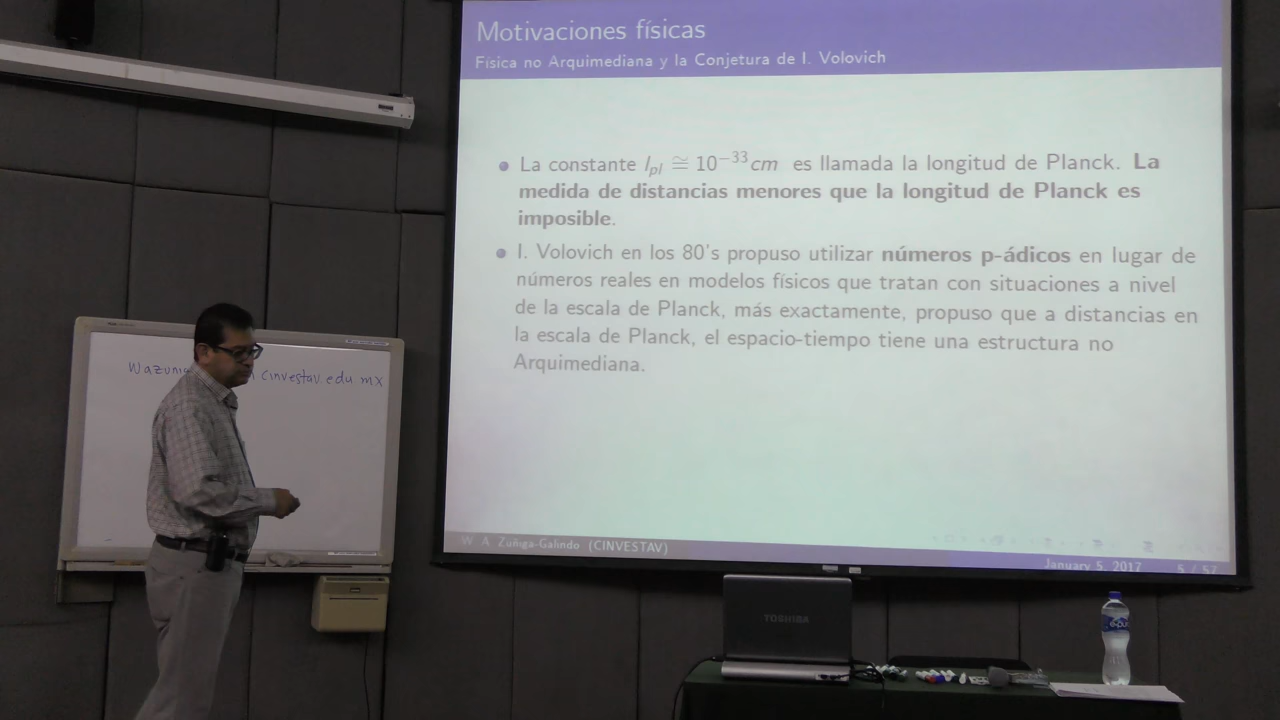 Motivaciones físicas
Física no Arquimediana y la Conjetura de I. Volovich
La constante l_pl ≅ 10^−33 cm es llamada la longitud de Planck. La
medida de distancias menores que la longitud de Planck es
imposible.
I. Volovich en los 80's propuso utilizar números p-ádicos en lugar de
números reales en modelos físicos que tratan con situaciones a nivel
de la escala de Planck, más exactamente, propuso que a distancias en
la escala de Planck, el espacio-tiempo tiene una estructura no
Arquimediana.
W. A. Zúñiga-Galindo (CINVESTAV)
January 5, 2017 5 / 57
cinvestav.edu mx
TOSHIBA
e-pura